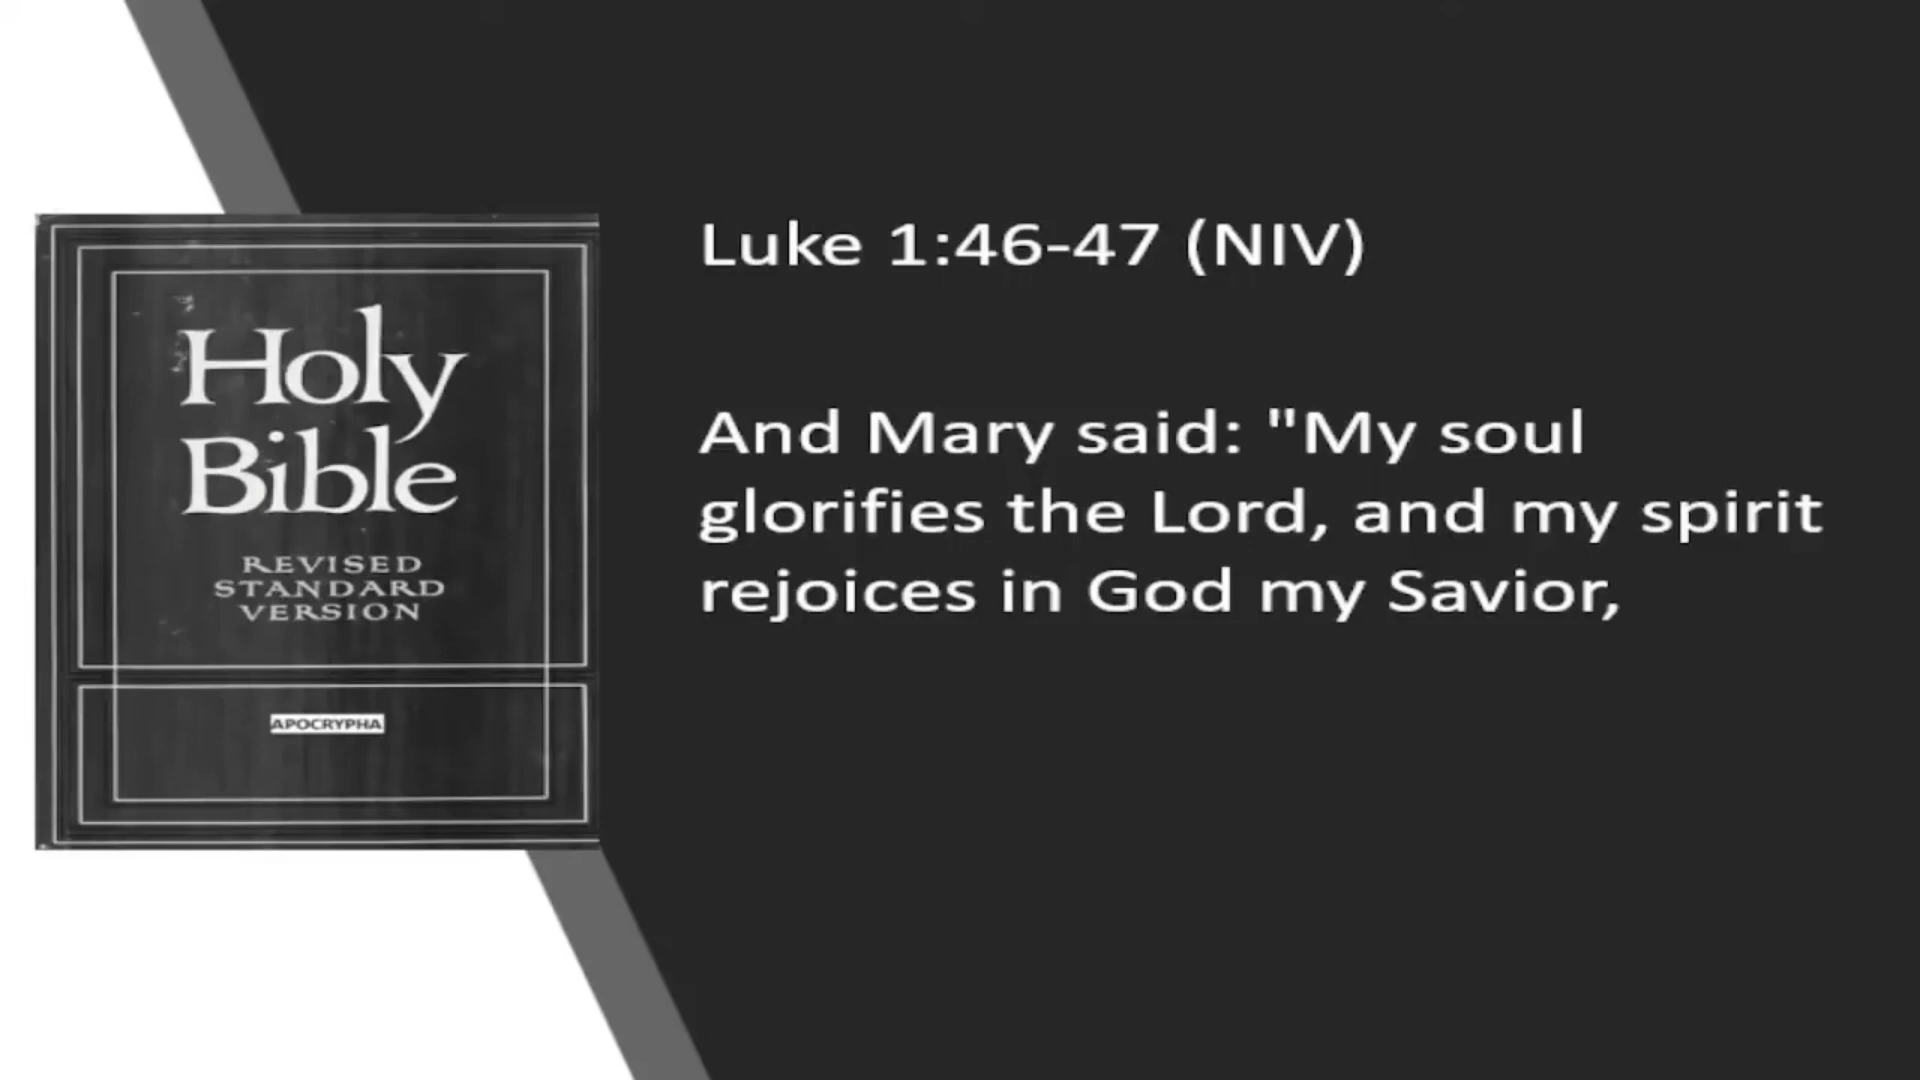 Holy
Bible
REVISED
STANDARD
VERSION
APOCRYPHA
Luke 1:46-47 (NIV)
And Mary said: "My soul
glorifies the Lord, and my spirit
rejoices in God my Savior,